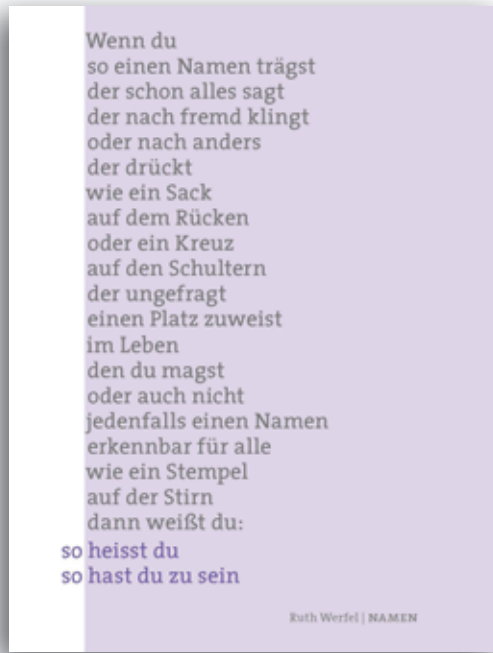 Wenn du
so einen Namen trägst
der schon alles sagt
der nach fremd klingt
oder nach anders
der drückt
wie ein Sack
auf dem Rücken
oder ein Kreuz
auf den Schultern
der ungefragt
einen Platz zuweist
im Leben
den du magst
oder auch nicht
jedenfalls einen Namen
erkennbar für alle
wie ein Stempel
auf der Stirn
dann weißt du:
so heisst du
so hast du zu sein
Ruth Werfel | NAMEN